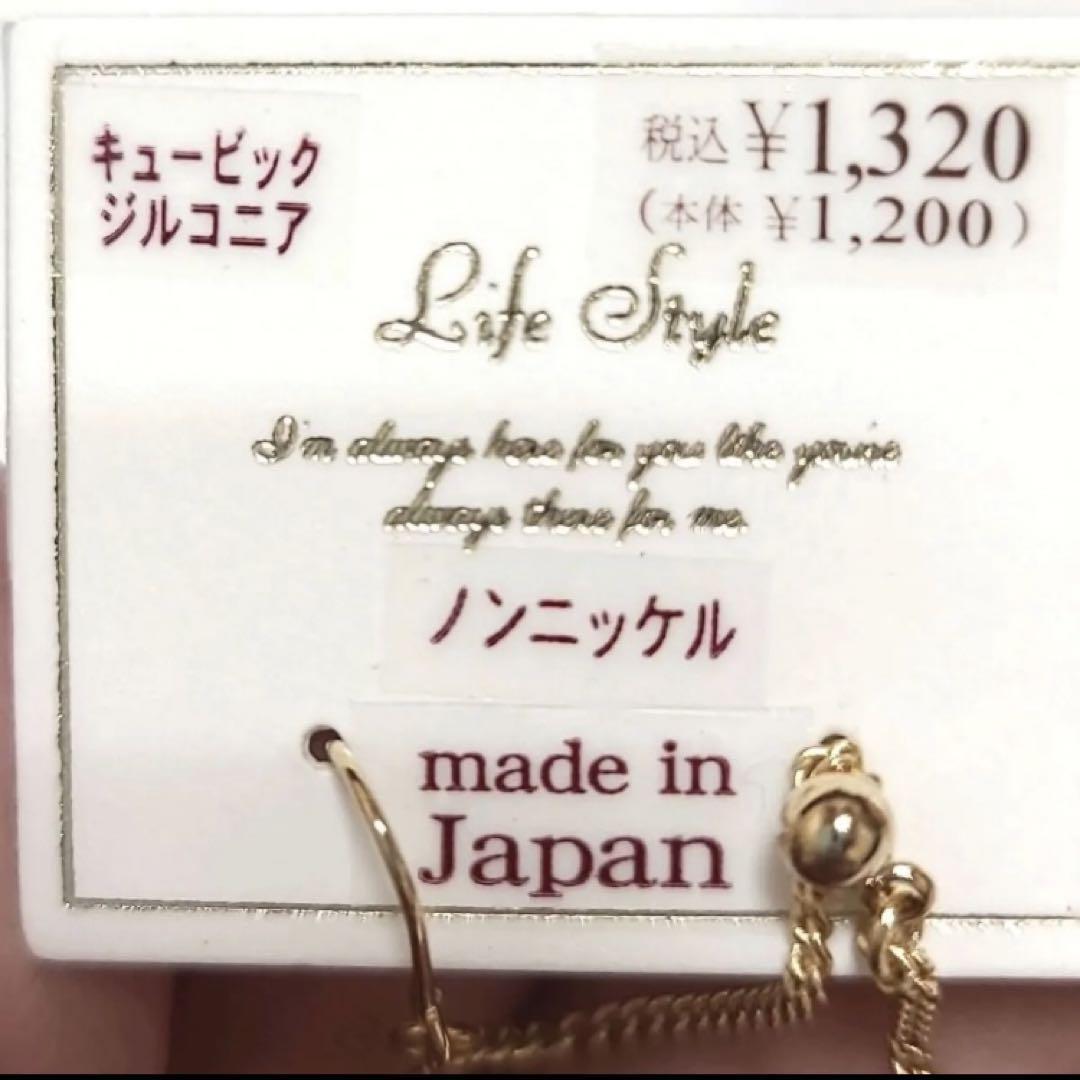 キュービック
ジルコニア
税込 ¥1,320
(本体 ¥1,200)
Life Style
I'm always here for you like you're
always there for me.
ノンニッケル
made in
Japan